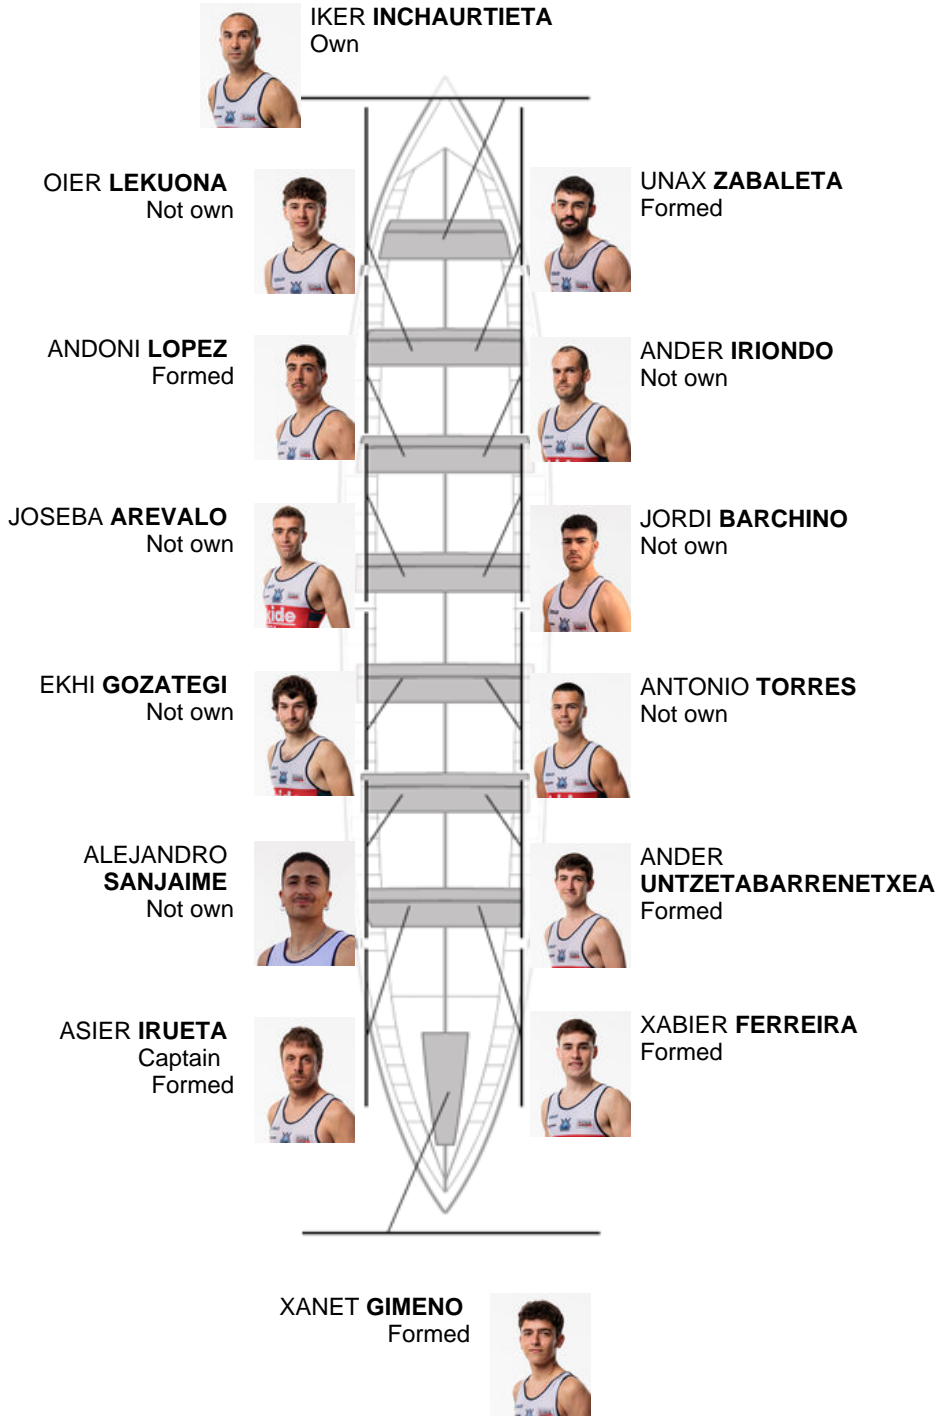 IKER INCHAURTIETA
Own
OIER LEKUONA
Not own
UNAX ZABALETA
Formed
ANDONI LOPEZ
Formed
ANDER IRIONDO
Not own
JOSEBA AREVALO
Not own
JORDI BARCHINO
Not own
kide
EKHI GOZATEGI
Not own
ANTONIO TORRES
Not own
ALEJANDRO
SANJAIME
Not own
ANDER
UNTZETABARRENETXEA
Formed
ASIER IRUETA
Captain
Formed
XABIER FERREIRA
Formed
XANET GIMENO
Formed